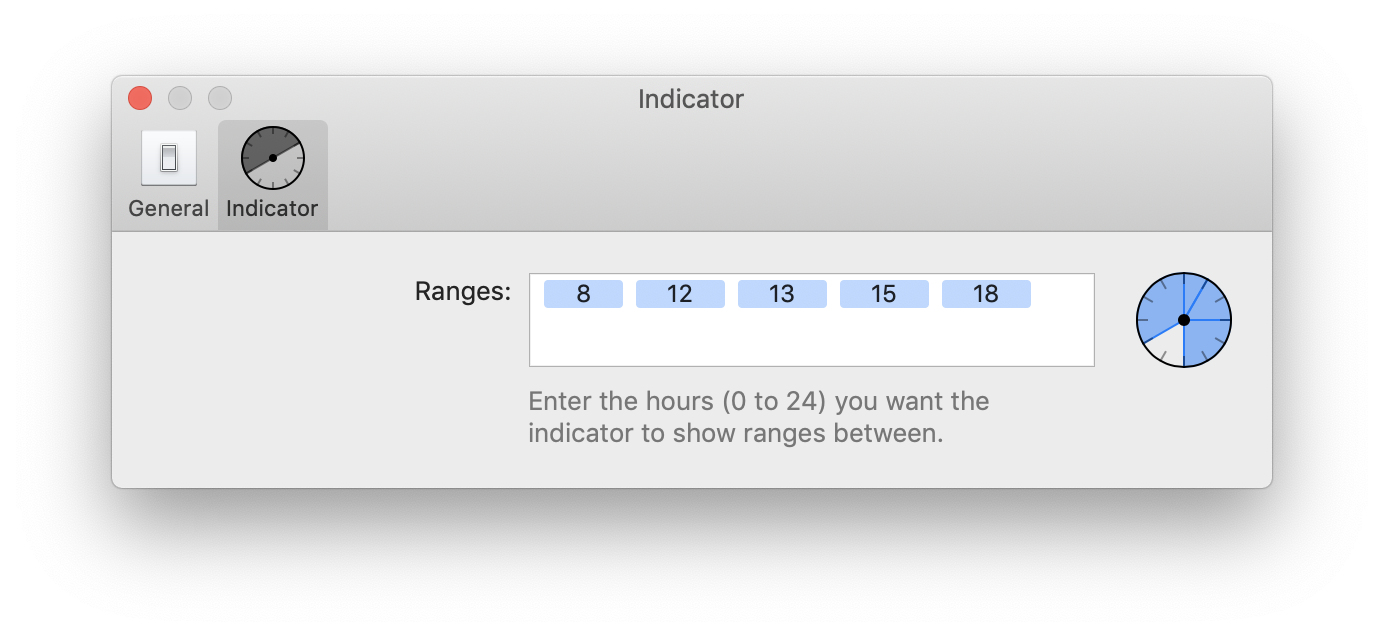 Indicator
General Indicator
Ranges: 8 12 13 15 18
Enter the hours (0 to 24) you want the
indicator to show ranges between.